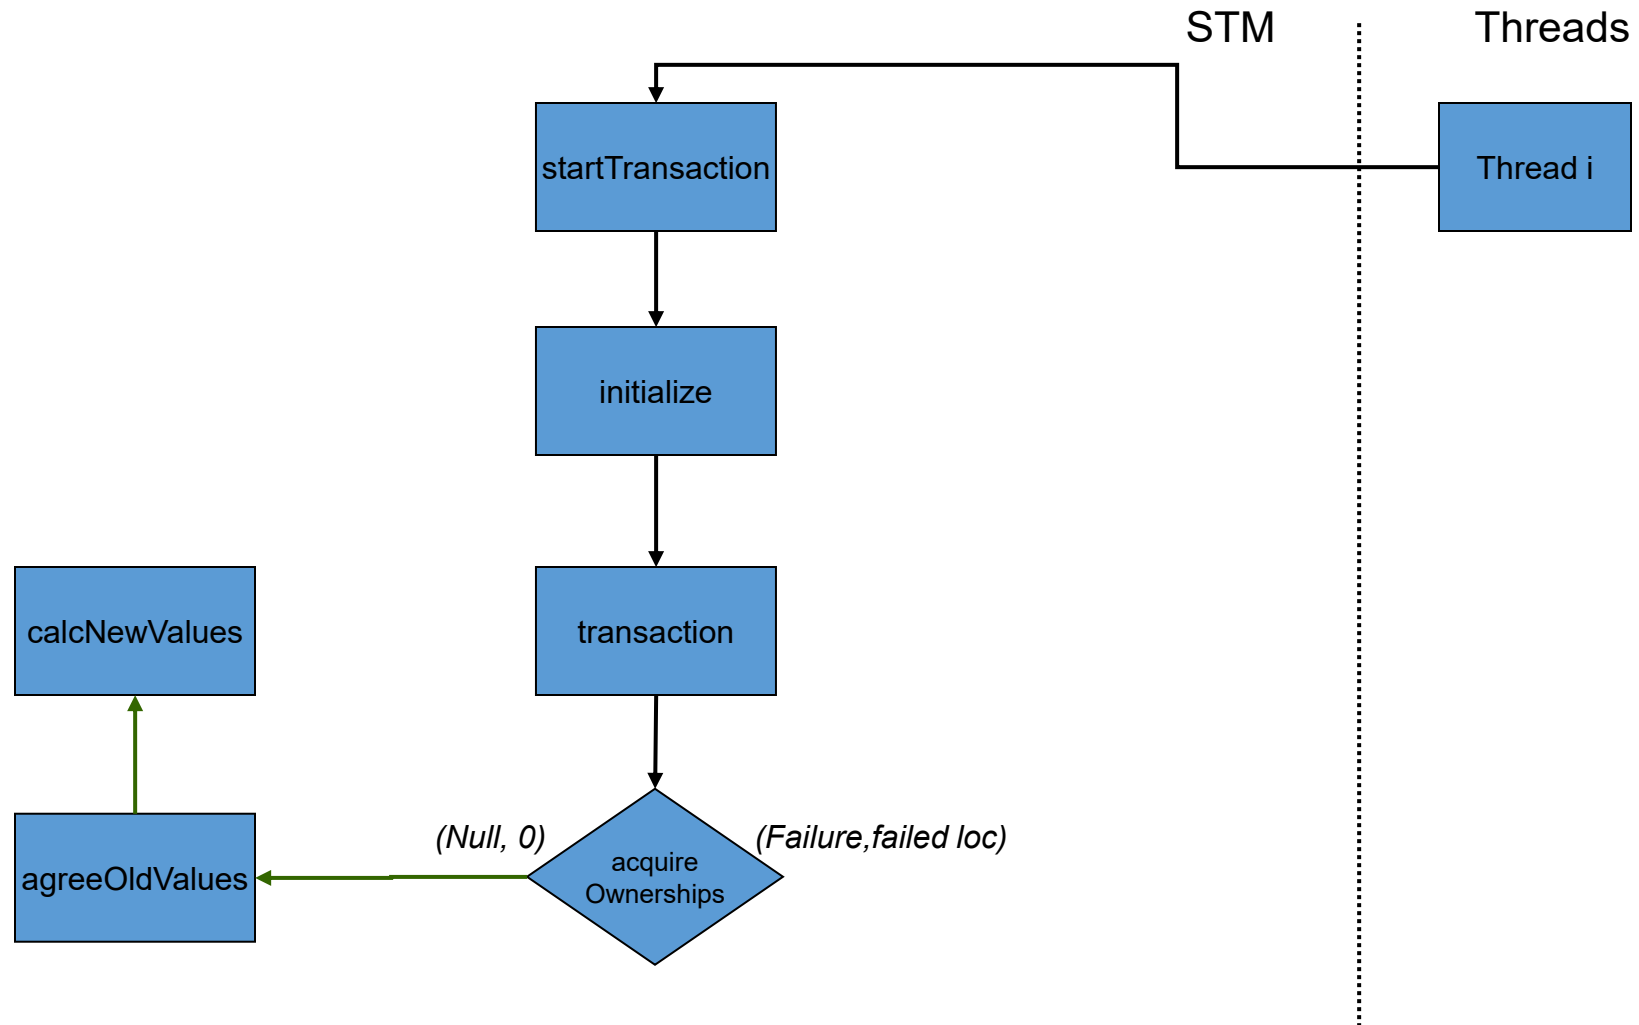 STM
Threads
startTransaction
Thread i
initialize
calcNewValues
transaction
(Null, 0)
(Failure,failed loc)
acquire
Ownerships
agreeOldValues